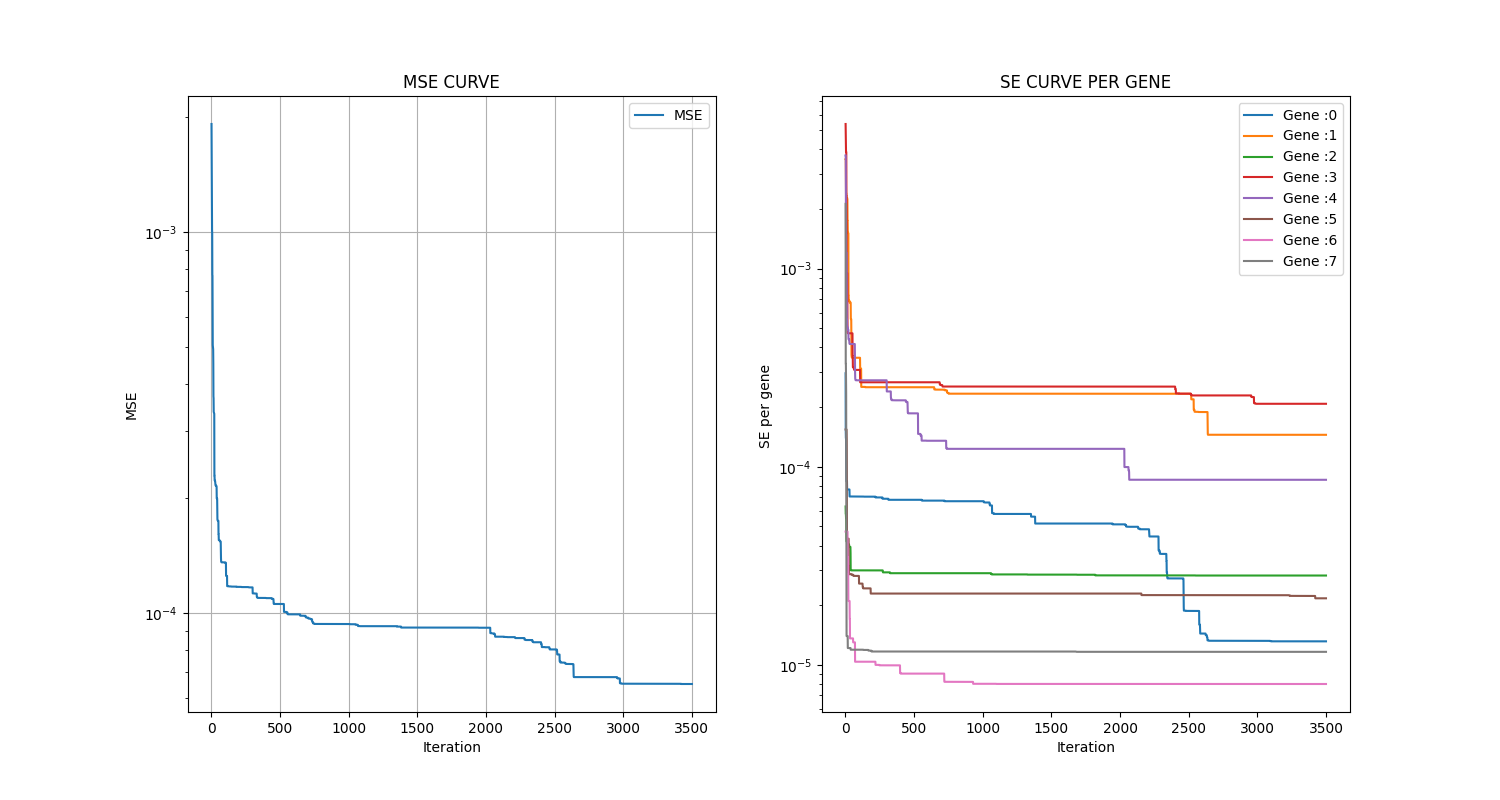 MSE CURVE
MSE
10⁻³
10⁻⁴
MSE
0 500 1000 1500 2000 2500 3000 3500
Iteration
SE CURVE PER GENE
Gene :0
Gene :1
Gene :2
Gene :3
Gene :4
Gene :5
Gene :6
Gene :7
10⁻³
10⁻⁴
10⁻⁵
SE per gene
0 500 1000 1500 2000 2500 3000 3500
Iteration